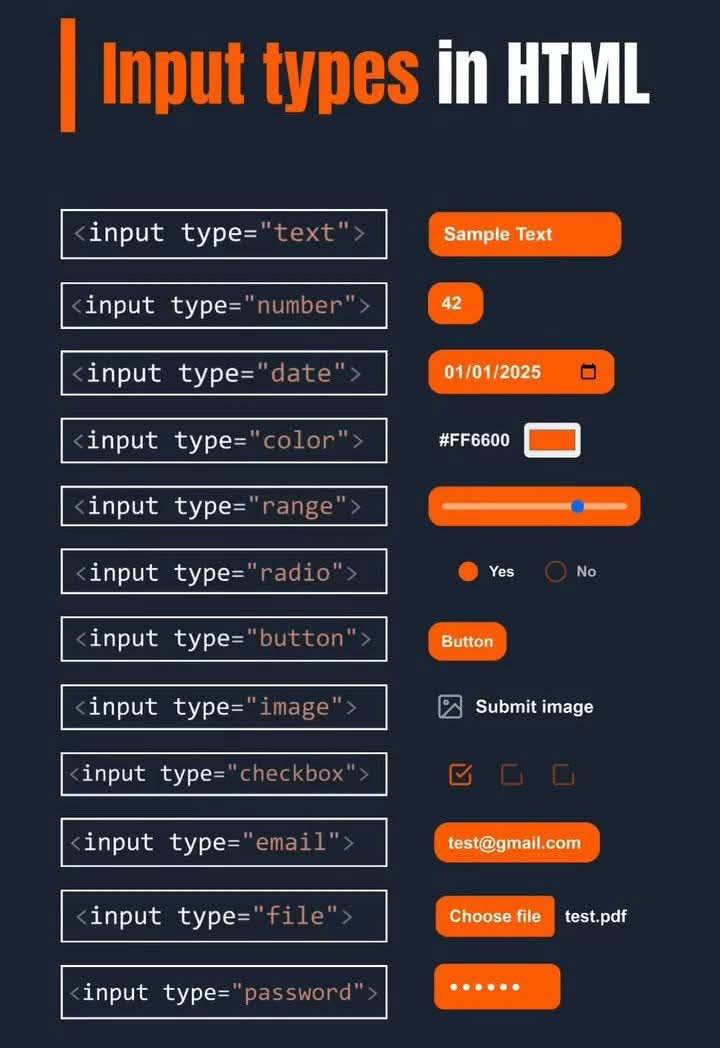 Input types in HTML
<input type="text"> Sample Text
<input type="number"> 42
<input type="date"> 01/01/2025
<input type="color"> #FF6600
<input type="range">
<input type="radio"> Yes No
<input type="button"> Button
<input type="image"> Submit image
<input type="checkbox">
<input type="email"> test@gmail.com
<input type="file"> Choose file test.pdf
<input type="password"> ••••••